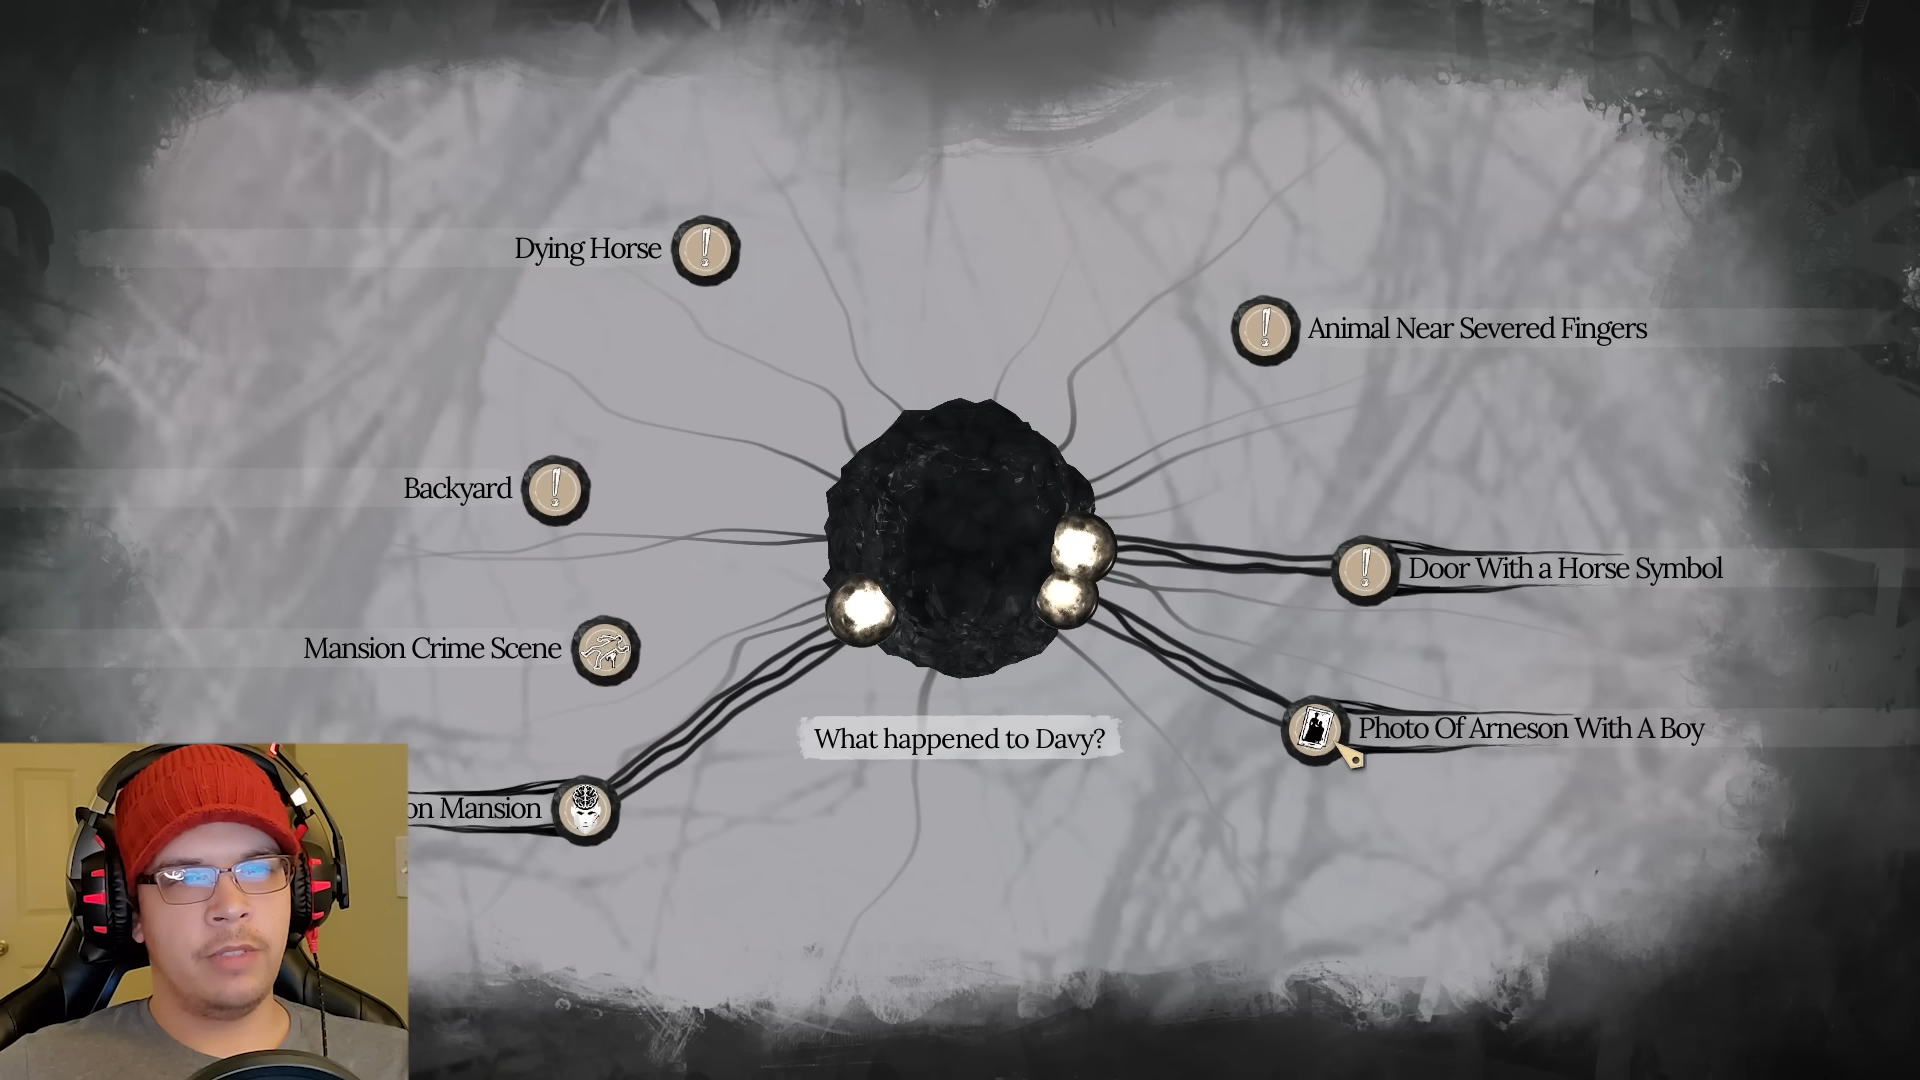 Dying Horse
Animal Near Severed Fingers
Backyard
Door With a Horse Symbol
Mansion Crime Scene
Photo Of Arneson With A Boy
What happened to Davy?
on Mansion